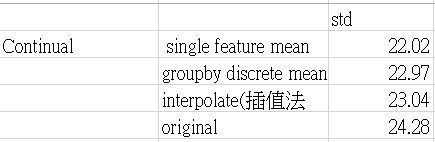 std
Continual single feature mean 22.02
groupby discrete mean 22.97
interpolate(插值法 23.04
original 24.28